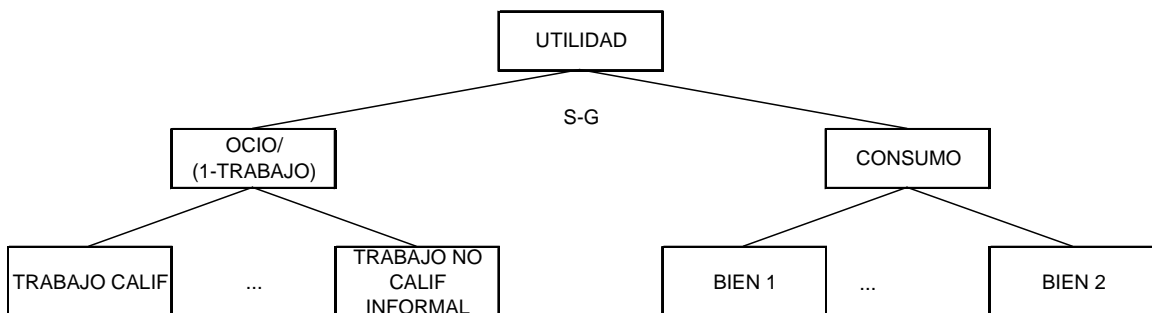 UTILIDAD
S-G
OCIO/
(1-TRABAJO)
CONSUMO
TRABAJO CALIF
...
TRABAJO NO
CALIF
INFORMAL
BIEN 1
...
BIEN 2